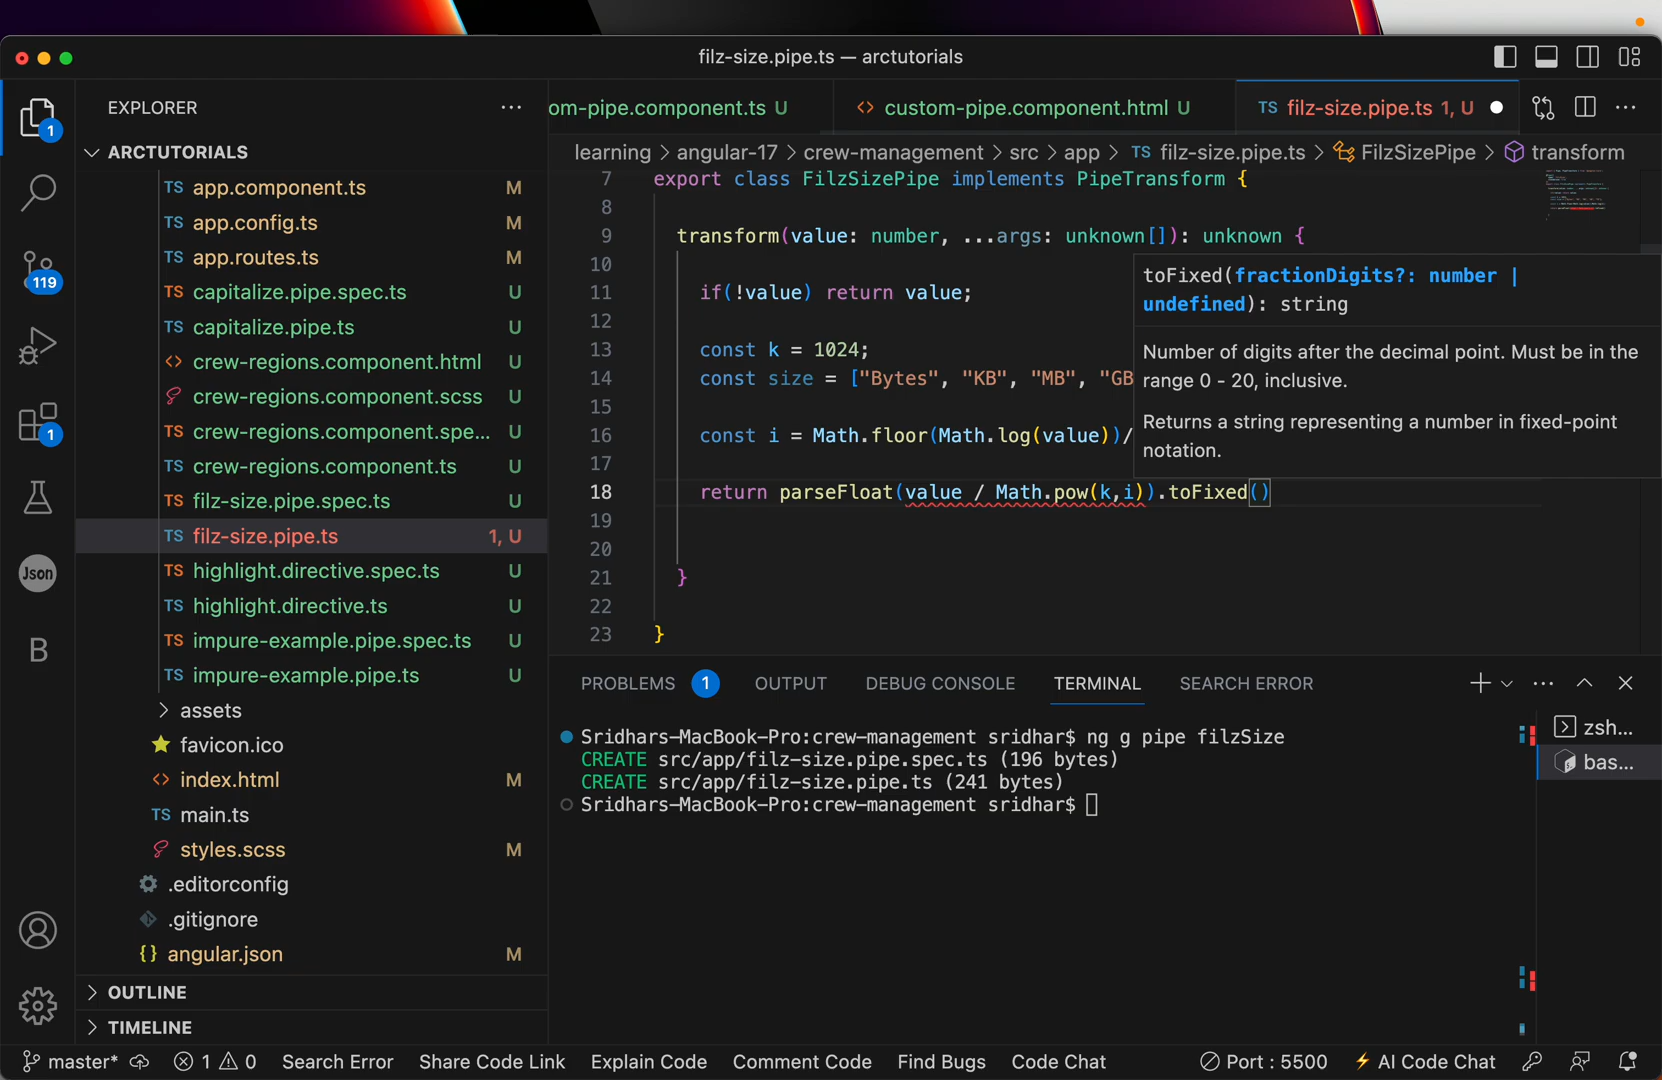 filz-size.pipe.ts — arctutorials
EXPLORER
om-pipe.component.ts U
<> custom-pipe.component.html U
TS filz-size.pipe.ts 1, U
1
119
1
Json
B
ARCTUTORIALS
TS app.component.ts M
TS app.config.ts M
TS app.routes.ts M
TS capitalize.pipe.spec.ts U
TS capitalize.pipe.ts U
<> crew-regions.component.html U
crew-regions.component.scss U
TS crew-regions.component.spe... U
TS crew-regions.component.ts U
TS filz-size.pipe.spec.ts U
TS filz-size.pipe.ts 1, U
TS highlight.directive.spec.ts U
TS highlight.directive.ts U
TS impure-example.pipe.spec.ts U
TS impure-example.pipe.ts U
assets
favicon.ico
<> index.html M
TS main.ts
styles.scss M
.editorconfig
.gitignore
{} angular.json M
OUTLINE
TIMELINE
learning > angular-17 > crew-management > src > app > TS filz-size.pipe.ts > FilzSizePipe > transform
7 export class FilzSizePipe implements PipeTransform {
8
9 transform(value: number, ...args: unknown[]): unknown {
10
11 if(!value) return value;
12
13 const k = 1024;
14 const size = ["Bytes", "KB", "MB", "GB
15
16 const i = Math.floor(Math.log(value))/
17
18 return parseFloat(value / Math.pow(k,i)).toFixed()
19
20
21 }
22
23 }
toFixed(fractionDigits?: number |
undefined): string
Number of digits after the decimal point. Must be in the
range 0 - 20, inclusive.
Returns a string representing a number in fixed-point
notation.
PROBLEMS 1 OUTPUT DEBUG CONSOLE TERMINAL SEARCH ERROR
Sridhars-MacBook-Pro:crew-management sridhar$ ng g pipe filzSize
CREATE src/app/filz-size.pipe.spec.ts (196 bytes)
CREATE src/app/filz-size.pipe.ts (241 bytes)
Sridhars-MacBook-Pro:crew-management sridhar$
zsh...
bas...
master* 1 0 Search Error Share Code Link Explain Code Comment Code Find Bugs Code Chat Port : 5500 AI Code Chat